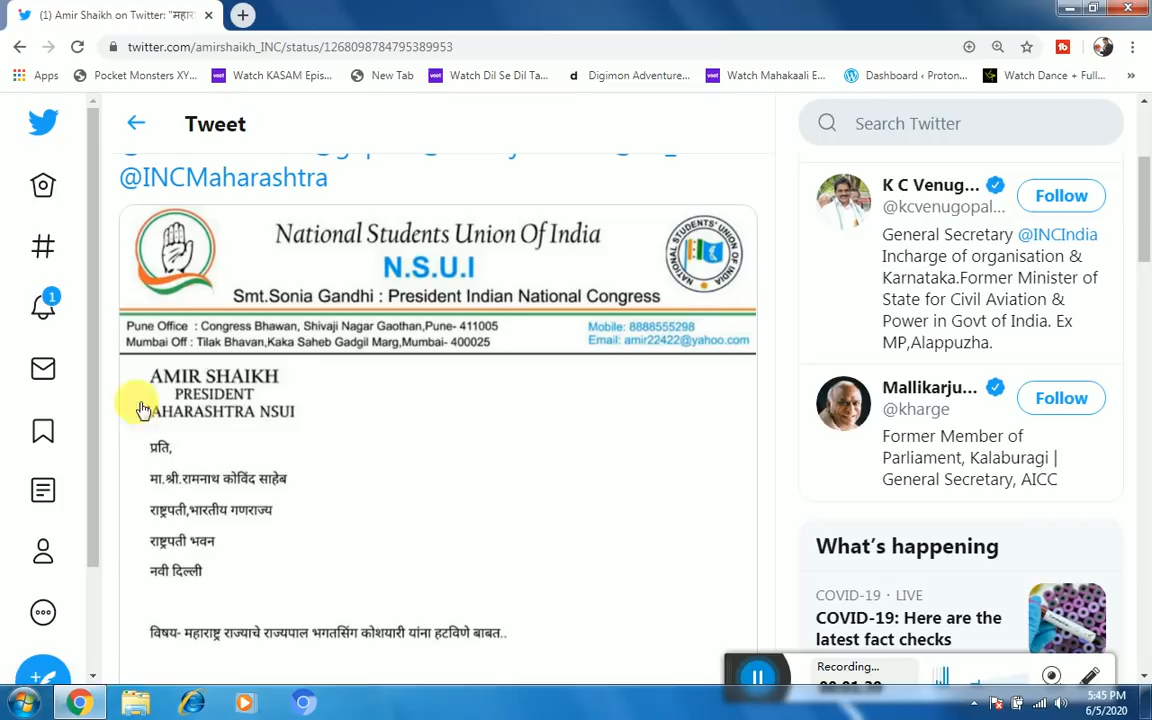 (1) Amir Shaikh on Twitter: "महार
twitter.com/amirshaikh_INC/status/1268098784795389953
Apps
Pocket Monsters XY...
Watch KASAM Epis...
New Tab
Watch Dil Se Dil Ta...
Digimon Adventure...
Watch Mahakaali E...
Dashboard ‹ Proton...
Watch Dance + Full...
»
Tweet
Search Twitter
@INCMaharashtra
National Students Union Of India
N.S.U.I
Smt.Sonia Gandhi : President Indian National Congress
NATIONAL STUDENTS' UNION OF INDIA
Pune Office : Congress Bhawan, Shivaji Nagar Gaothan,Pune- 411005
Mumbai Off : Tilak Bhavan,Kaka Saheb Gadgil Marg,Mumbai- 400025
Mobile: 8888555298
Email: amir22422@yahoo.com
AMIR SHAIKH
PRESIDENT
AHARASHTRA NSUI
प्रति,
मा.श्री.रामनाथ कोविंद साहेब
राष्ट्रपती,भारतीय गणराज्य
राष्ट्रपती भवन
नवी दिल्ली
विषय- महाराष्ट्र राज्याचे राज्यपाल भगतसिंग कोशयारी यांना हटविणे बाबत..
K C Venug...
@kcvenugopal...
Follow
General Secretary @INCIndia
Incharge of organisation &
Karnataka.Former Minister of
State for Civil Aviation &
Power in Govt of India. Ex
MP,Alappuzha.
Mallikarju...
@kharge
Follow
Former Member of
Parliament, Kalaburagi |
General Secretary, AICC
What's happening
COVID-19 · LIVE
COVID-19: Here are the
latest fact checks
1
Recording...
5:45 PM
6/5/2020